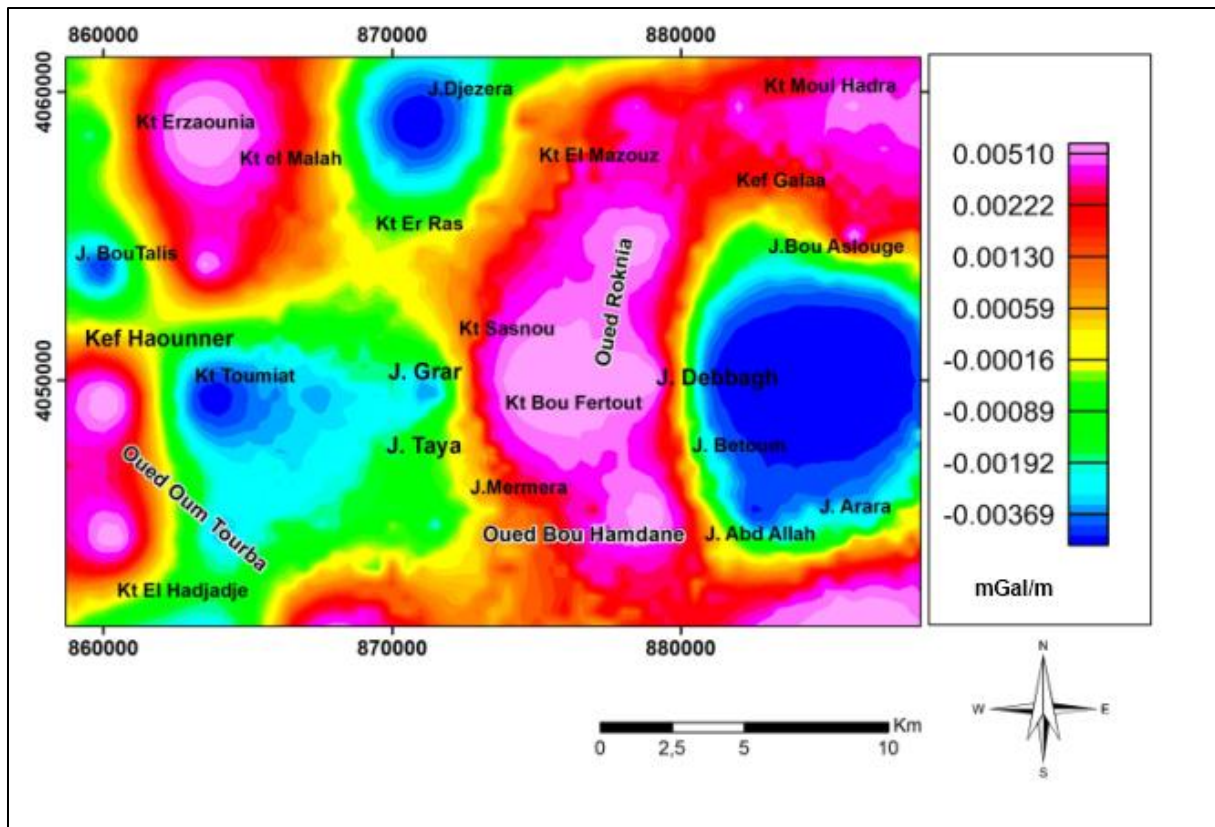 860000
870000
880000
4060000
4050000
J.Djezera
Kt Moul Hadra
Kt Erzaounia
Kt el Malah
Kt El Mazouz
Kef Galaa
Kt Er Ras
J. BouTalis
J.Bou Aslouge
Oued Roknia
Kef Haounner
Kt Sasnou
Kt Toumiat
J. Grar
J. Debbagh
Kt Bou Fertout
J. Taya
J. Betoum
Oued Oum Tourba
J.Mermera
J. Arara
Oued Bou Hamdane
J. Abd Allah
Kt El Hadjadje
860000
870000
880000
0.00510
0.00222
0.00130
0.00059
-0.00016
-0.00089
-0.00192
-0.00369
mGal/m
N
W
E
S
Km
0
2,5
5
10